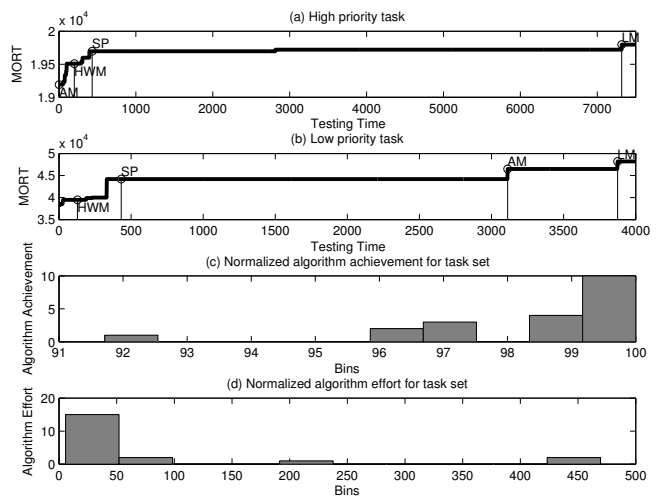 (a) High priority task
x 10^4
2
1.95
1.9
MORT
AM
HWM
SP
LM
0 1000 2000 3000 4000 5000 6000 7000
Testing Time
(b) Low priority task
x 10^4
5
4.5
4
3.5
MORT
HWM
SP
AM
LM
0 500 1000 1500 2000 2500 3000 3500 4000
Testing Time
(c) Normalized algorithm achievement for task set
10
5
0
Algorithm Achievement
91 92 93 94 95 96 97 98 99 100
Bins
(d) Normalized algorithm effort for task set
20
10
0
Algorithm Effort
0 50 100 150 200 250 300 350 400 450 500
Bins